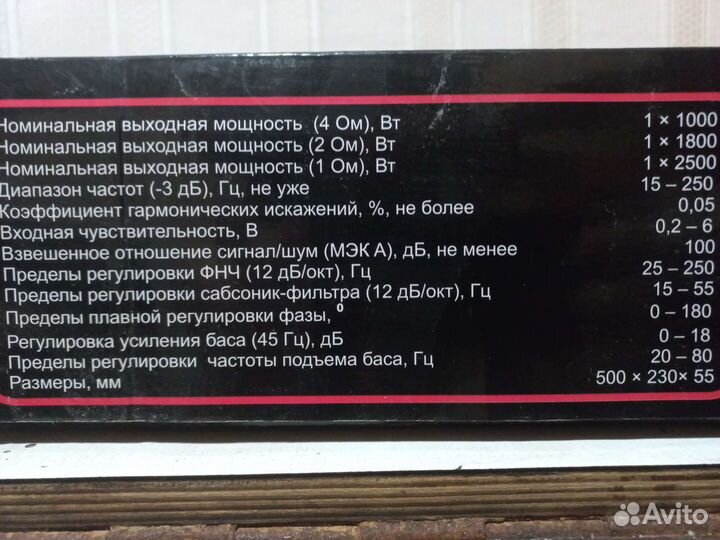 Номинальная выходная мощность (4 Ом), Вт 1 × 1000
Номинальная выходная мощность (2 Ом), Вт 1 × 1800
Номинальная выходная мощность (1 Ом), Вт 1 × 2500
Диапазон частот (-3 дБ), Гц, не уже 15 – 250
Коэффициент гармонических искажений, %, не более 0,05
Входная чувствительность, В 0,2 – 6
Взвешенное отношение сигнал/шум (МЭК А), дБ, не менее 100
Пределы регулировки ФНЧ (12 дБ/окт), Гц 25 – 250
Пределы регулировки сабсоник-фильтра (12 дБ/окт), Гц 15 – 55
Пределы плавной регулировки фазы, ⁰ 0 – 180
Регулировка усиления баса (45 Гц), дБ 0 – 18
Пределы регулировки частоты подъема баса, Гц 20 – 80
Размеры, мм 500 × 230× 55
Avito